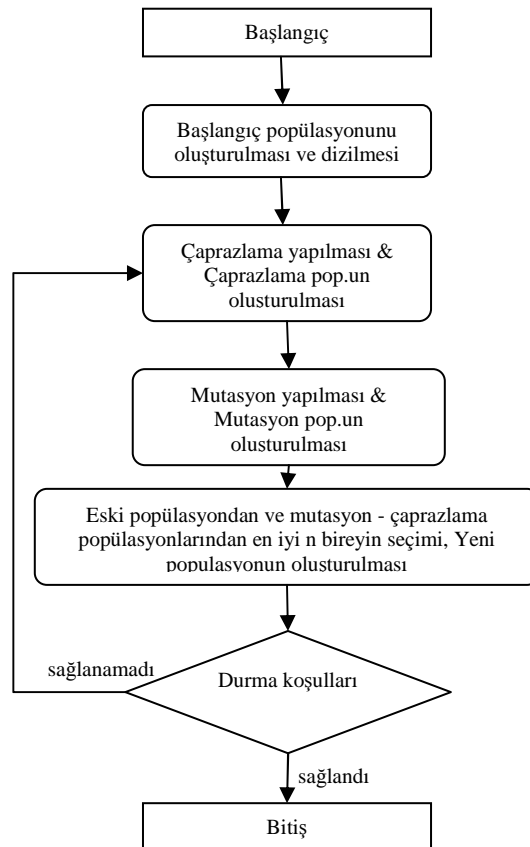 Başlangıç
Başlangıç popülasyonunu
oluşturulması ve dizilmesi
Çaprazlama yapılması &
Çaprazlama pop.un
olusturulması
Mutasyon yapılması &
Mutasyon pop.un
olusturulması
Eski popülasyondan ve mutasyon - çaprazlama
popülasyonlarından en iyi n bireyin seçimi, Yeni
populasyonun olusturulması
sağlanamadı
Durma koşulları
sağlandı
Bitiş